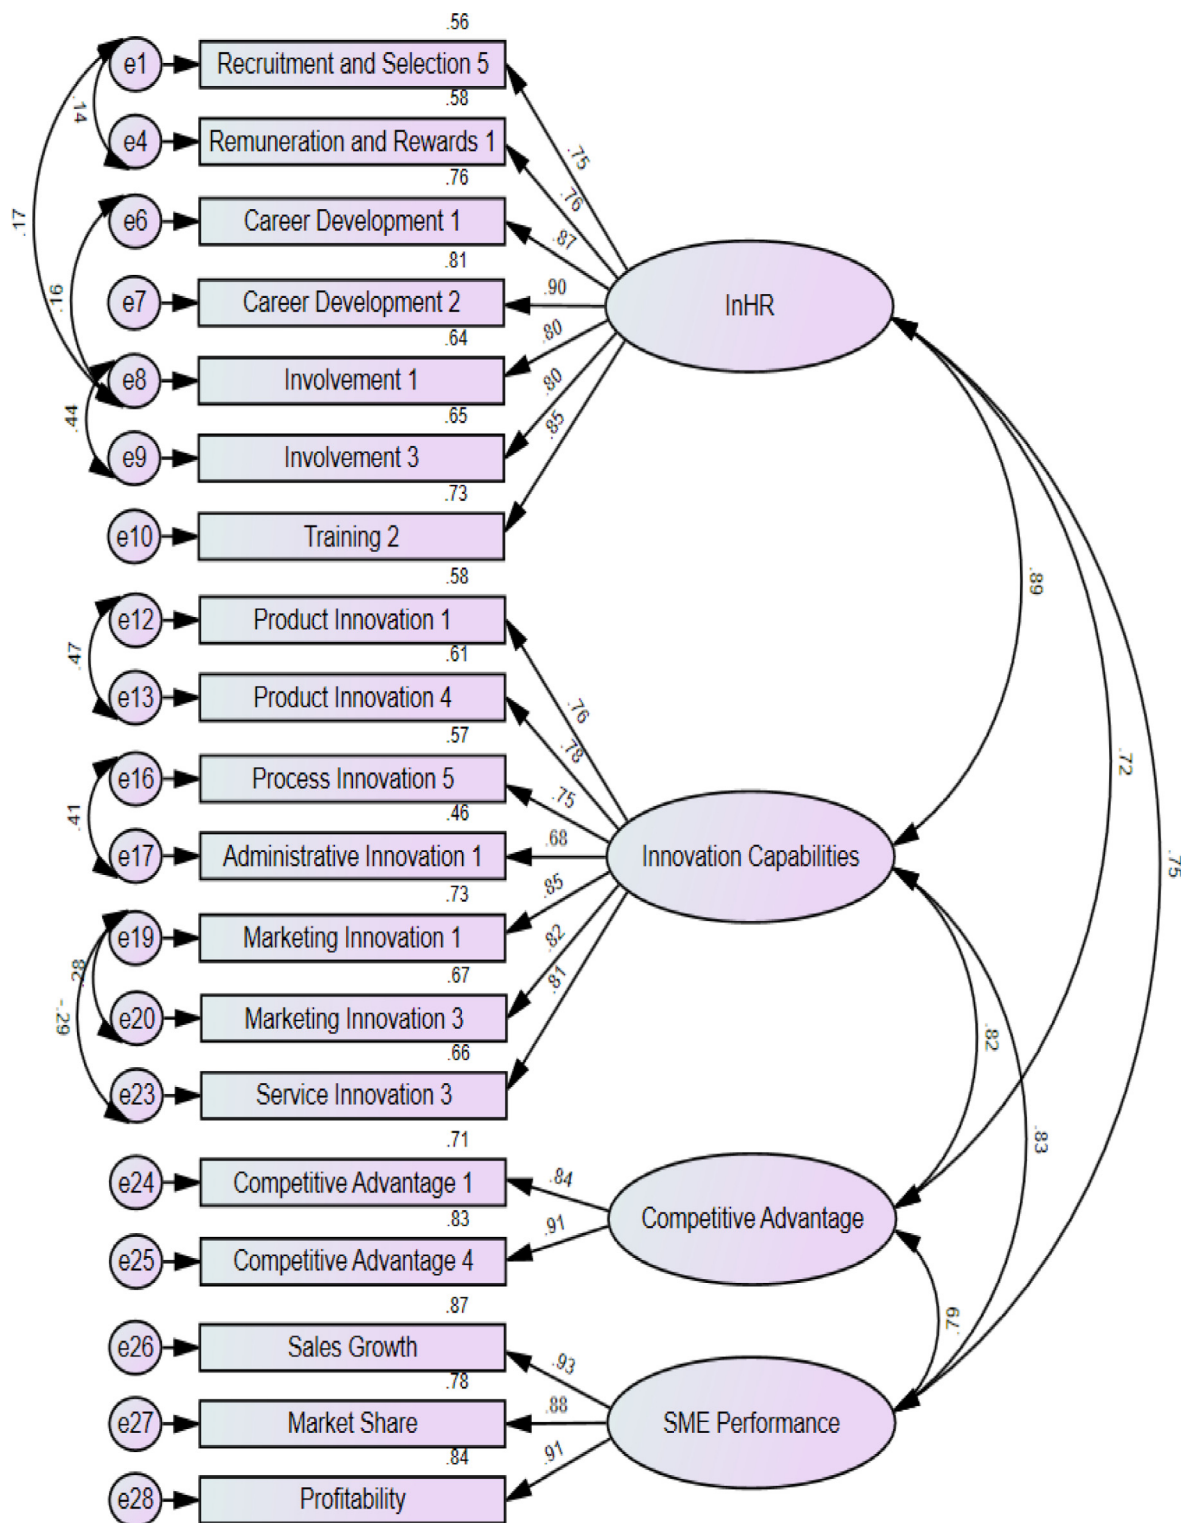 .56
e1
Recruitment and Selection 5
.58
.14
e4
Remuneration and Rewards 1
.75
.76
.76
.17
e6
Career Development 1
.87
.81
.16
e7
Career Development 2
.90
InHR
.64
e8
Involvement 1
.80
.65
.44
e9
Involvement 3
.80
.85
.73
e10
Training 2
.58
.89
e12
Product Innovation 1
.61
.47
e13
Product Innovation 4
.76
.57
.78
.72
e16
Process Innovation 5
.75
.46
.41
e17
Administrative Innovation 1
.68
Innovation Capabilities
.75
.73
.85
e19
Marketing Innovation 1
.82
.67
.28
.81
-.29
e20
Marketing Innovation 3
.82
.66
e23
Service Innovation 3
.83
.71
e24
Competitive Advantage 1
.84
.83
Competitive Advantage
.91
e25
Competitive Advantage 4
.87
.79
e26
Sales Growth
.93
.78
e27
Market Share
.88
SME Performance
.84
.91
e28
Profitability